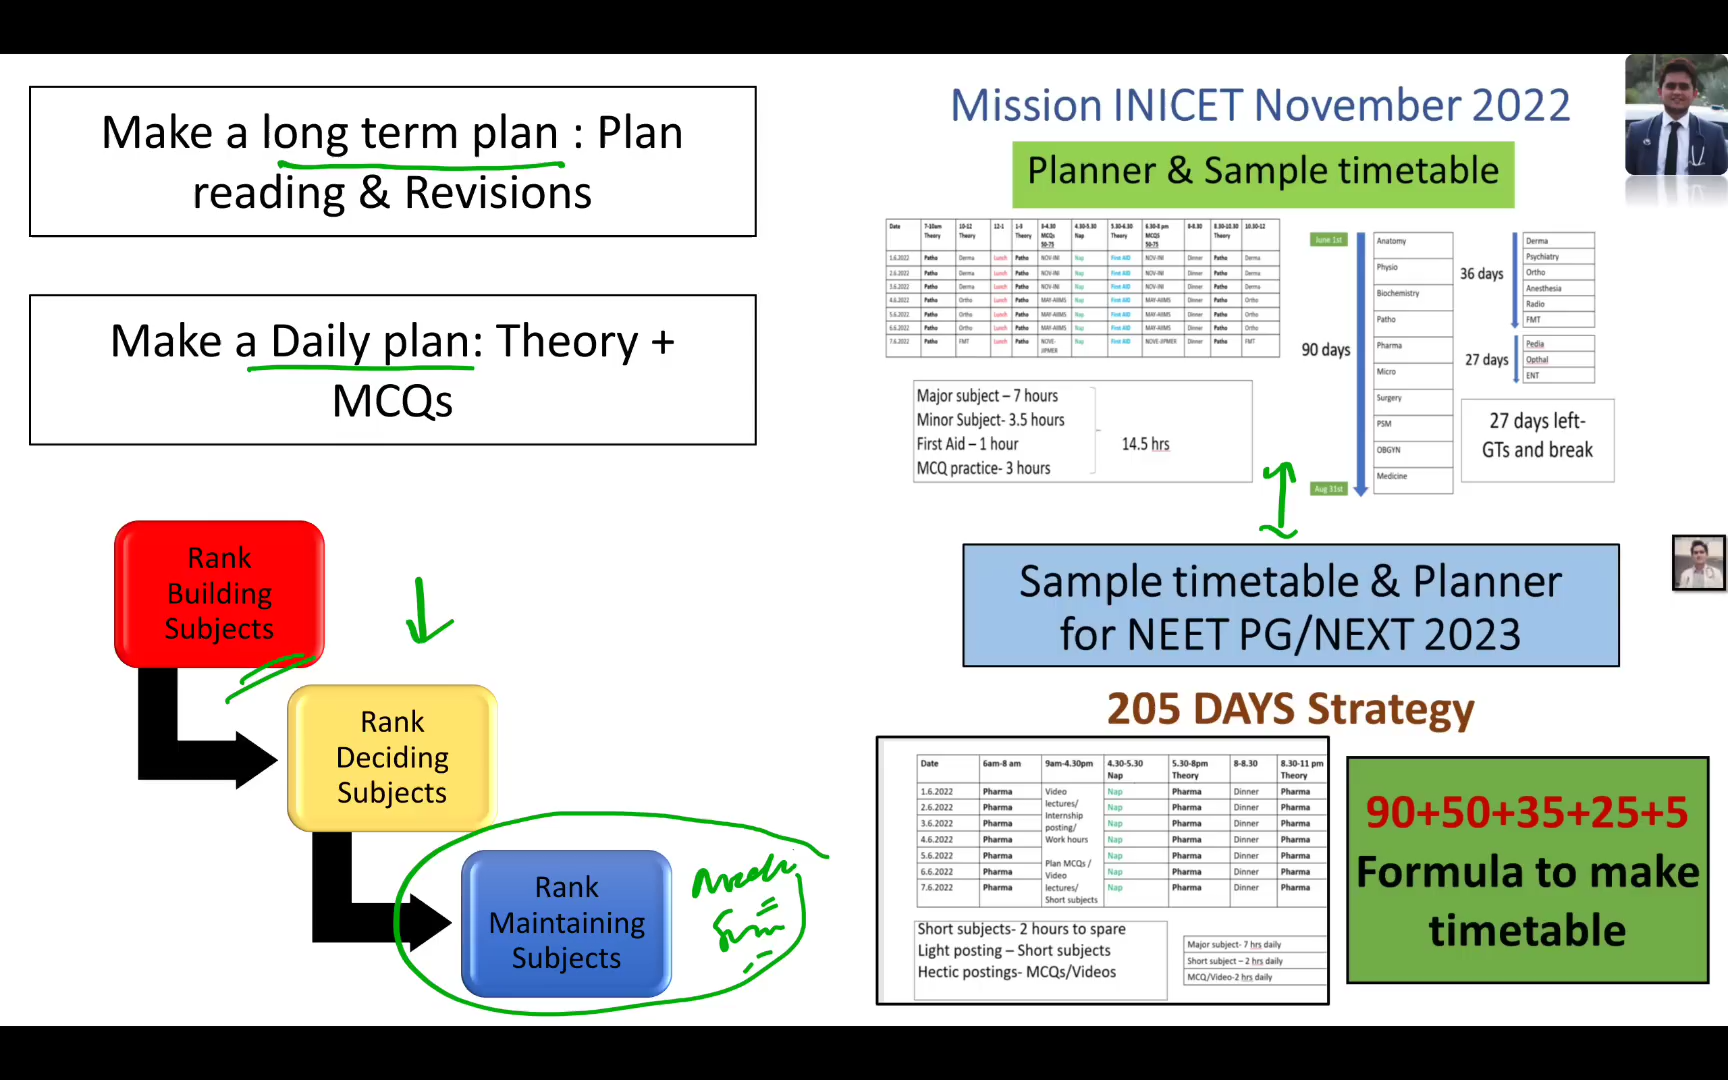 Make a long term plan : Plan
reading & Revisions
Make a Daily plan: Theory +
MCQs
Rank
Building
Subjects
Rank
Deciding
Subjects
Rank
Maintaining
Subjects
Mission INICET November 2022
Planner & Sample timetable
Date 7-10am Theory 10-12 Theory 12-1 1-3 Theory 3-4.30 MCQs 50-75 4.30-5.30 Nap 5.30-6.30 Theory 6.30-8 pm MCQS 50-75 8-8.30 8.30-10.30 Theory 10.30-12
1.6.2022 Patho Derma Lunch Patho NOV-INI Nap First AID NOV-INI Dinner Patho Derma
2.6.2022 Patho Derma Lunch Patho NOV-INI Nap First AID NOV-INI Dinner Patho Derma
3.6.2022 Patho Derma Lunch Patho NOV-INI Nap First AID NOV-INI Dinner Patho Derma
4.6.2022 Patho Ortho Lunch Patho MAY-AIIMS Nap First AID MAY-AIIMS Dinner Patho Ortho
5.6.2022 Patho Ortho Lunch Patho MAY-AIIMS Nap First AID MAY-AIIMS Dinner Patho Ortho
6.6.2022 Patho Ortho Lunch Patho MAY-AIIMS Nap First AID MAY-AIIMS Dinner Patho Ortho
7.6.2022 Patho FMT Lunch Patho NOVE-JIPMER Nap First AID NOVE-JIPMER Dinner Patho FMT
Major subject – 7 hours
Minor Subject- 3.5 hours
First Aid – 1 hour
MCQ practice- 3 hours
14.5 hrs
June 1st
90 days
Aug 31st
Anatomy
Physio
Biochemistry
Patho
Pharma
Micro
Surgery
PSM
OBGYN
Medicine
36 days
Derma
Psychiatry
Ortho
Anesthesia
Radio
FMT
27 days
Pedia
Opthal
ENT
27 days left-
GTs and break
Sample timetable & Planner
for NEET PG/NEXT 2023
205 DAYS Strategy
Date 6am-8 am 9am-4.30pm 4.30-5.30 Nap 5.30-8pm Theory 8-8.30 8.30-11 pm Theory
1.6.2022 Pharma Video Nap Pharma Dinner Pharma
lectures/
2.6.2022 Pharma Internship Nap Pharma Dinner Pharma
3.6.2022 Pharma posting/ Nap Pharma Dinner Pharma
4.6.2022 Pharma Work hours Nap Pharma Dinner Pharma
5.6.2022 Pharma Plan MCQs / Nap Pharma Dinner Pharma
6.6.2022 Pharma Video Nap Pharma Dinner Pharma
7.6.2022 Pharma lectures/ Nap Pharma Dinner Pharma
Short subjects
Short subjects- 2 hours to spare
Light posting – Short subjects
Hectic postings- MCQs/Videos
Major subject- 7 hrs daily
Short subject – 2 hrs daily
MCQ/Video-2 hrs daily
90+50+35+25+5
Formula to make
timetable